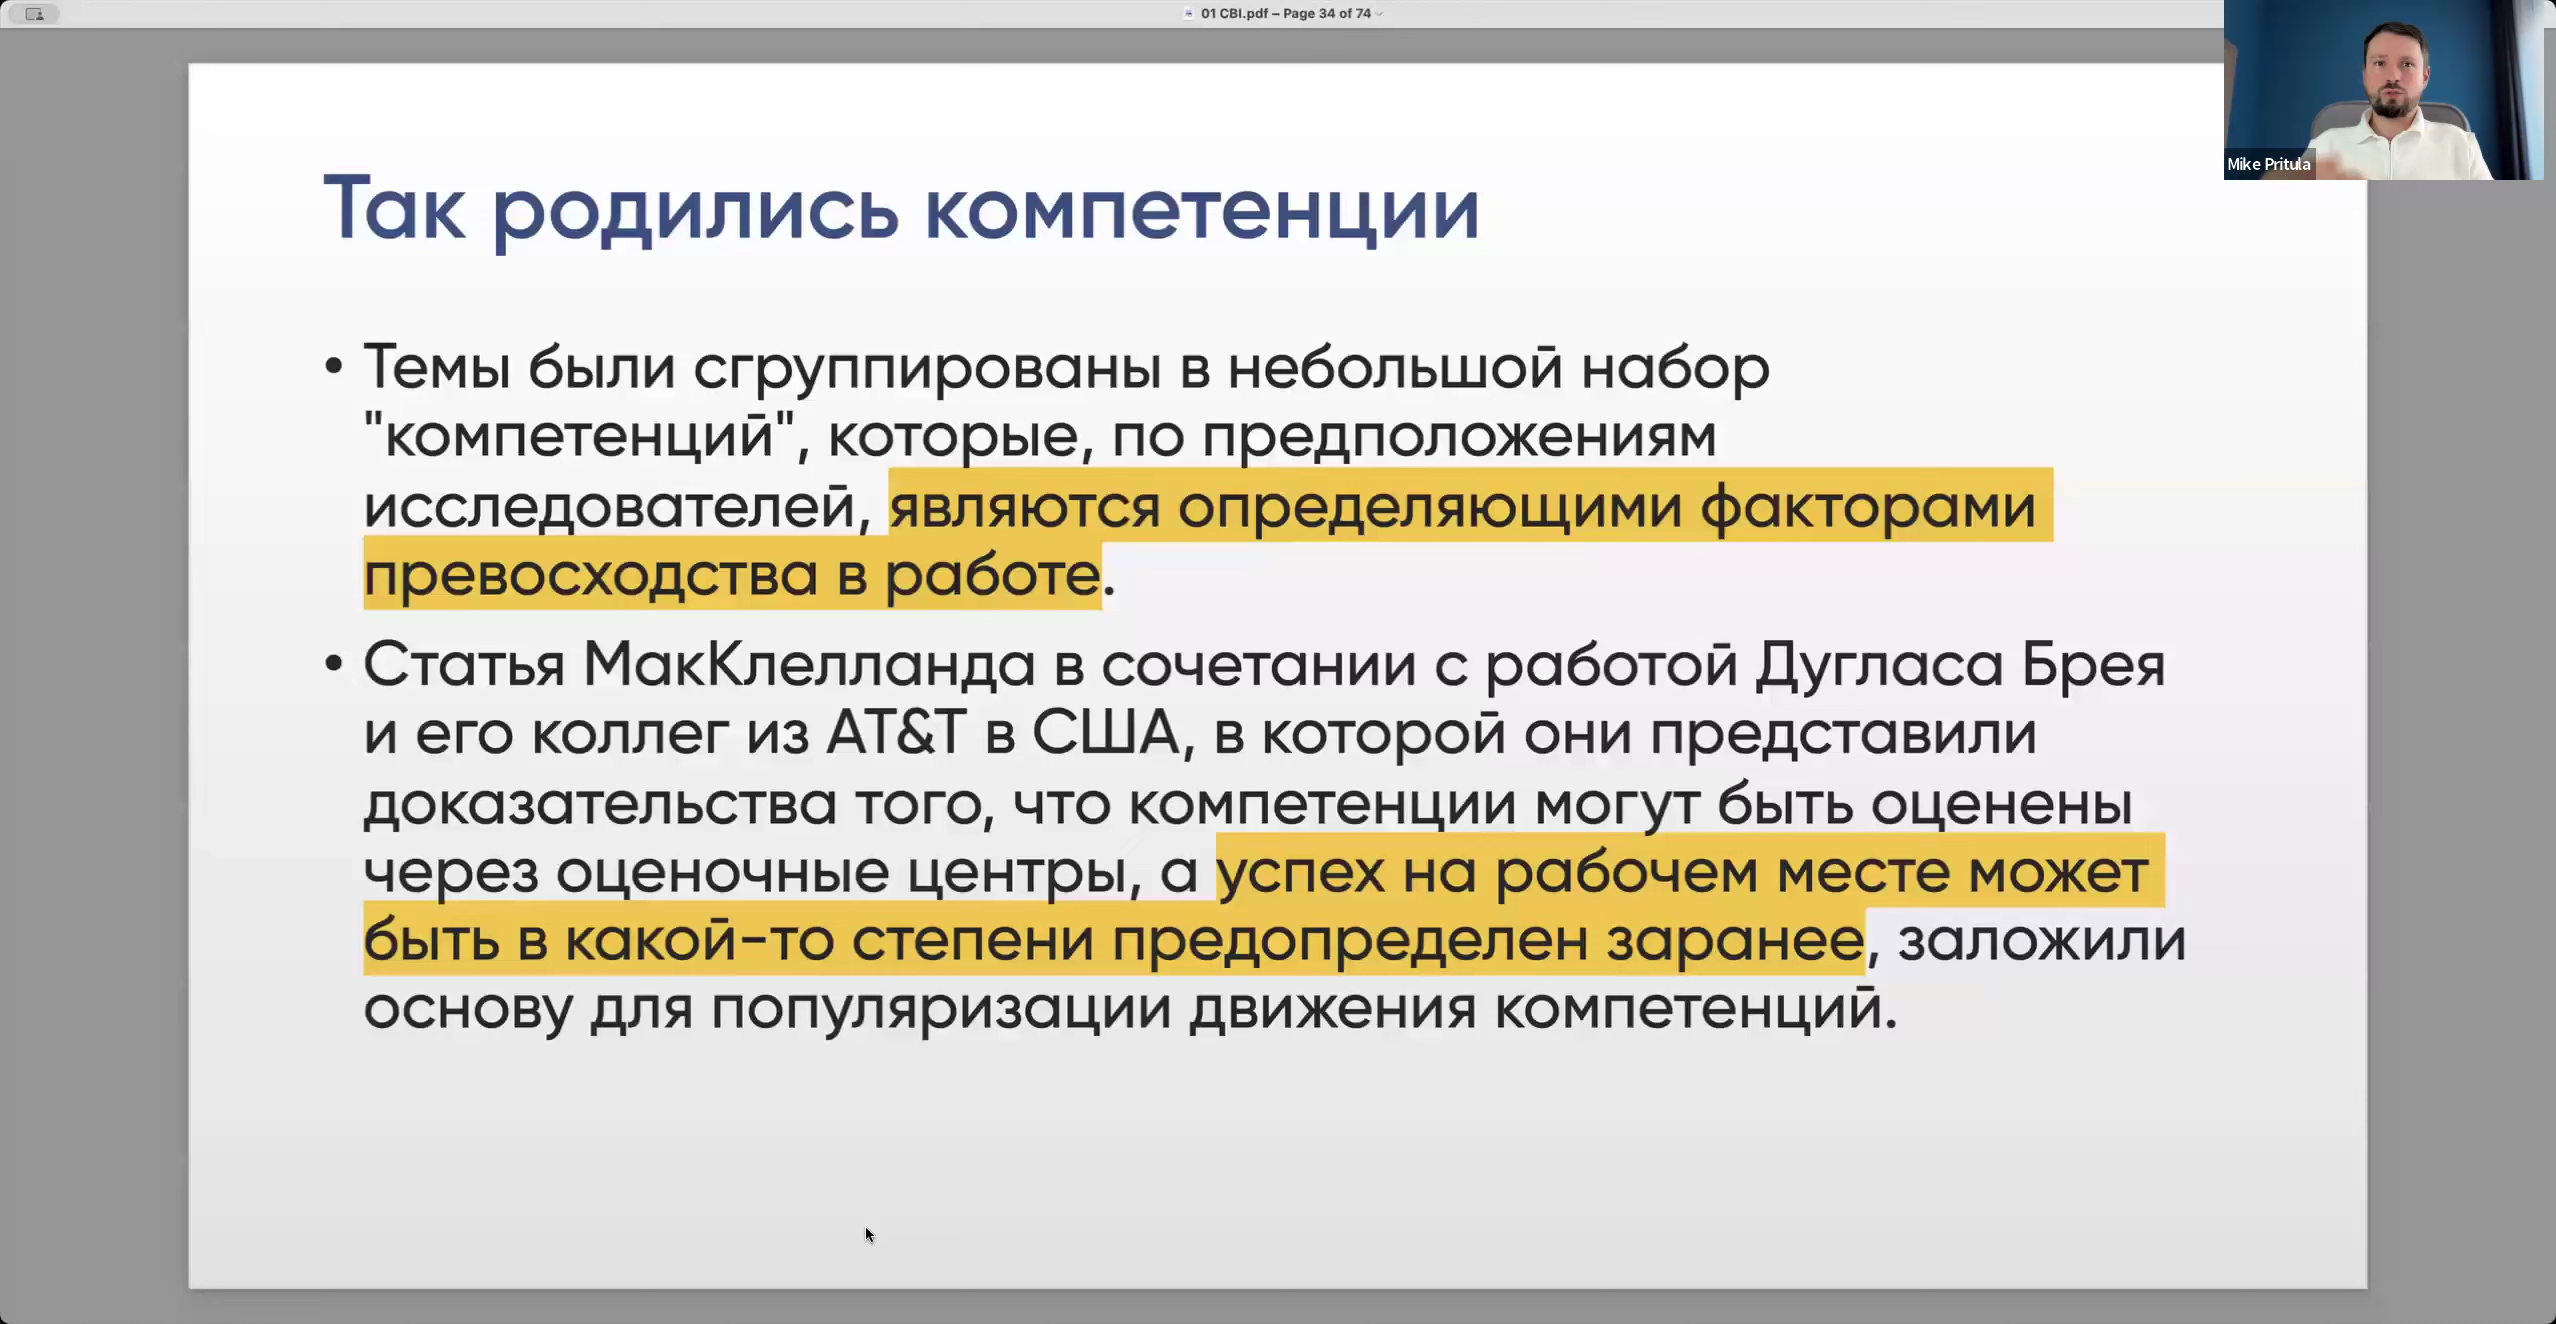 01 CBI.pdf – Page 34 of 74
Mike Pritula
Так родились компетенции
• Темы были сгруппированы в небольшой набор
"компетенций", которые, по предположениям
исследователей, являются определяющими факторами
превосходства в работе.
• Статья МакКлелланда в сочетании с работой Дугласа Брея
и его коллег из AT&T в США, в которой они представили
доказательства того, что компетенции могут быть оценены
через оценочные центры, а успех на рабочем месте может
быть в какой-то степени предопределен заранее, заложили
основу для популяризации движения компетенций.